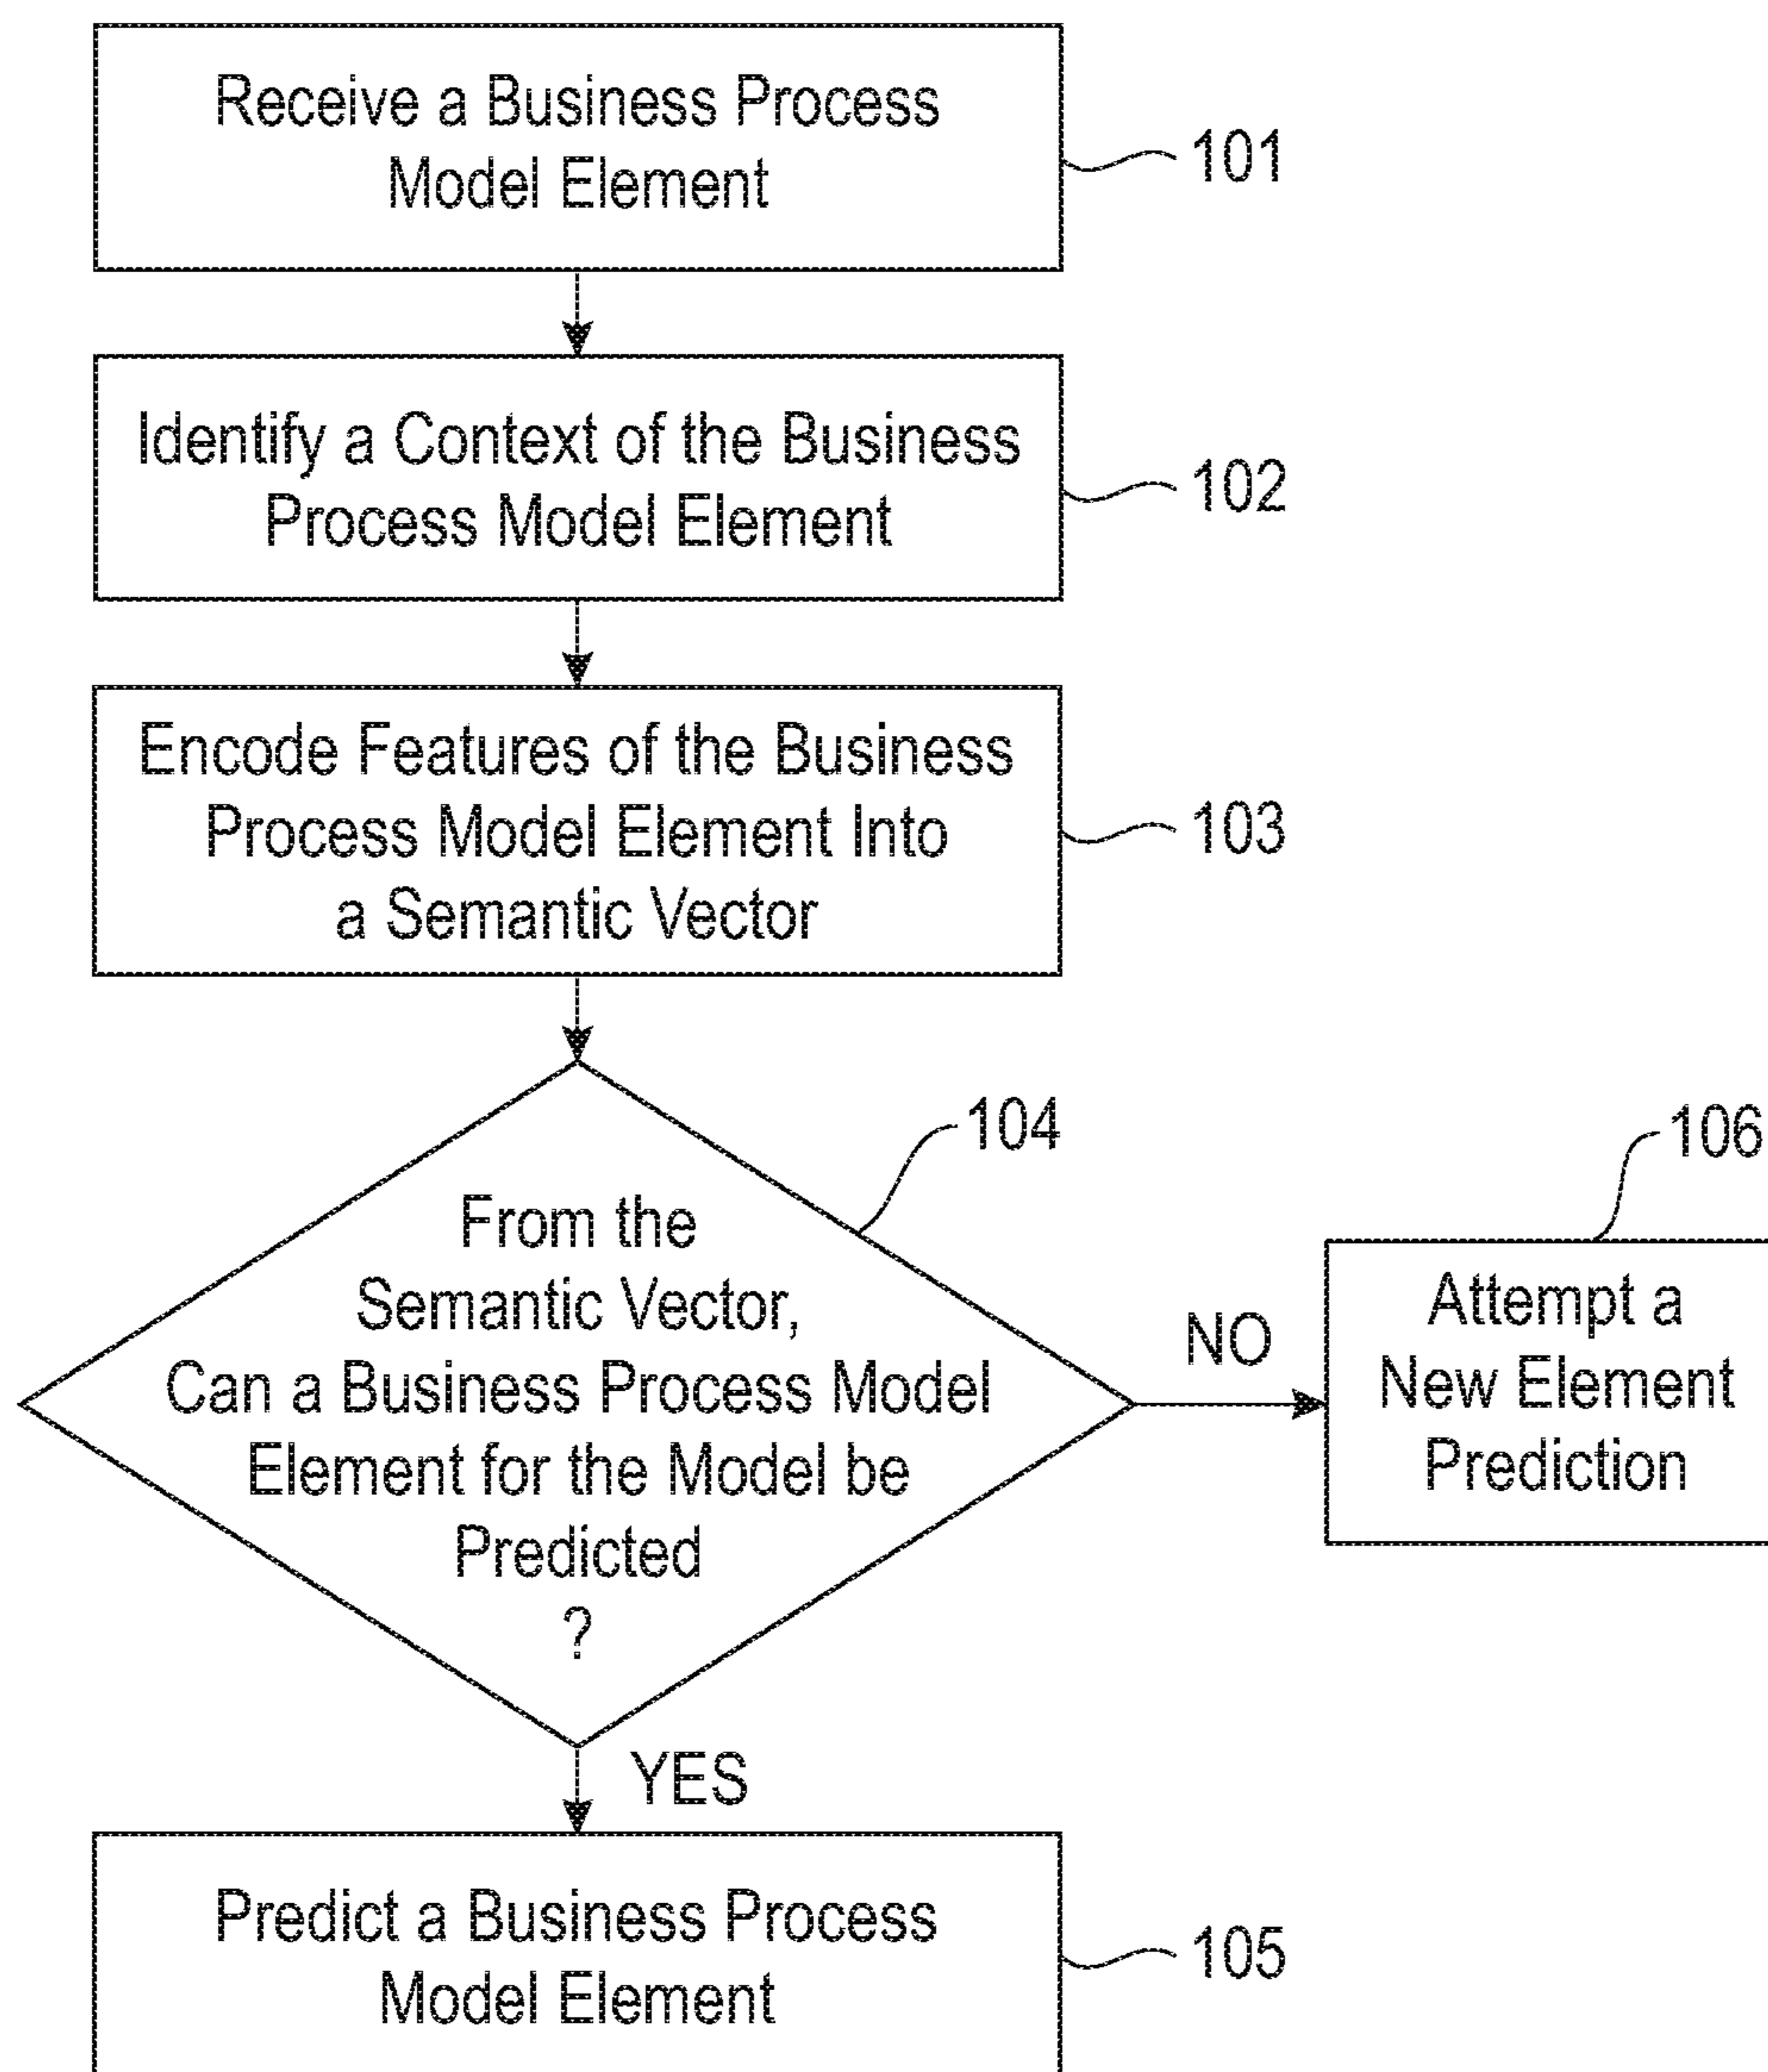 Receive a Business Process
Model Element
101
Identify a Context of the Business
Process Model Element
102
Encode Features of the Business
Process Model Element Into
a Semantic Vector
103
104
From the
Semantic Vector,
Can a Business Process Model
Element for the Model be
Predicted
?
NO
106
Attempt a
New Element
Prediction
YES
Predict a Business Process
Model Element
105